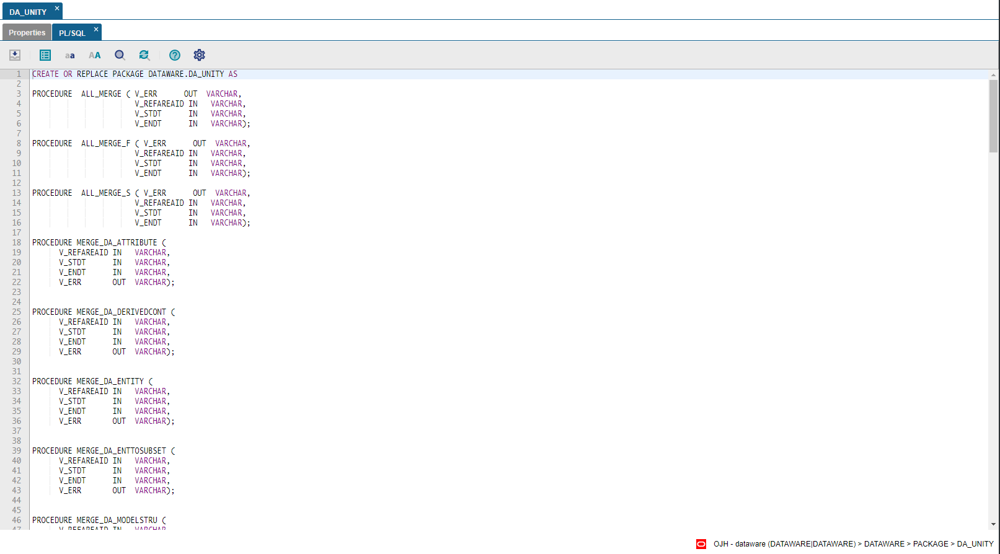 DA_UNITY ×
Properties PL/SQL ×
aa AA ?
1 CREATE OR REPLACE PACKAGE DATAWARE.DA_UNITY AS
2
3 PROCEDURE ALL_MERGE ( V_ERR OUT VARCHAR,
4 V_REFAREAID IN VARCHAR,
5 V_STDT IN VARCHAR,
6 V_ENDT IN VARCHAR);
7
8 PROCEDURE ALL_MERGE_F ( V_ERR OUT VARCHAR,
9 V_REFAREAID IN VARCHAR,
10 V_STDT IN VARCHAR,
11 V_ENDT IN VARCHAR);
12
13 PROCEDURE ALL_MERGE_S ( V_ERR OUT VARCHAR,
14 V_REFAREAID IN VARCHAR,
15 V_STDT IN VARCHAR,
16 V_ENDT IN VARCHAR);
17
18 PROCEDURE MERGE_DA_ATTRIBUTE (
19 V_REFAREAID IN VARCHAR,
20 V_STDT IN VARCHAR,
21 V_ENDT IN VARCHAR,
22 V_ERR OUT VARCHAR);
23
24
25 PROCEDURE MERGE_DA_DERIVEDCONT (
26 V_REFAREAID IN VARCHAR,
27 V_STDT IN VARCHAR,
28 V_ENDT IN VARCHAR,
29 V_ERR OUT VARCHAR);
30
31
32 PROCEDURE MERGE_DA_ENTITY (
33 V_REFAREAID IN VARCHAR,
34 V_STDT IN VARCHAR,
35 V_ENDT IN VARCHAR,
36 V_ERR OUT VARCHAR);
37
38
39 PROCEDURE MERGE_DA_ENTTOSUBSET (
40 V_REFAREAID IN VARCHAR,
41 V_STDT IN VARCHAR,
42 V_ENDT IN VARCHAR,
43 V_ERR OUT VARCHAR);
44
45
46 PROCEDURE MERGE_DA_MODELSTRU (
47 V_REFAREAID IN VARCHAR
OJH - dataware (DATAWARE|DATAWARE) > DATAWARE > PACKAGE > DA_UNITY